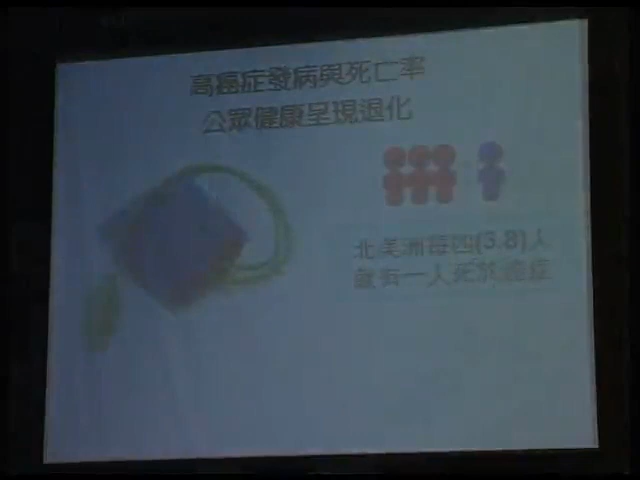 高癌症發病與死亡率
公眾健康呈現退化
北美洲每四(3.8)人
就有一人死於癌症